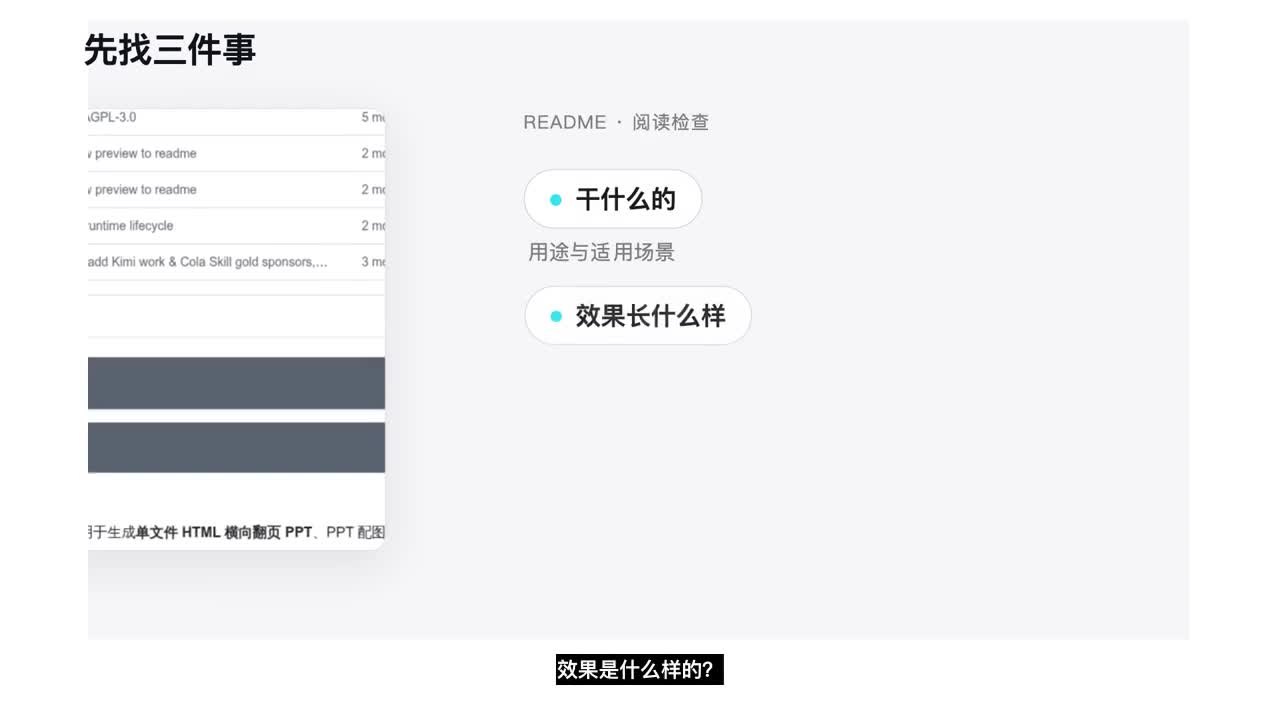 先找三件事
GPL-3.0 5 m
preview to readme 2 m
preview to readme 2 m
untime lifecycle 2 m
add Kimi work & Cola Skill gold sponsors,... 3 m
用于生成单文件 HTML 横向翻页 PPT、PPT 配图
README · 阅读检查
干什么的
用途与适用场景
效果长什么样
效果是什么样的?